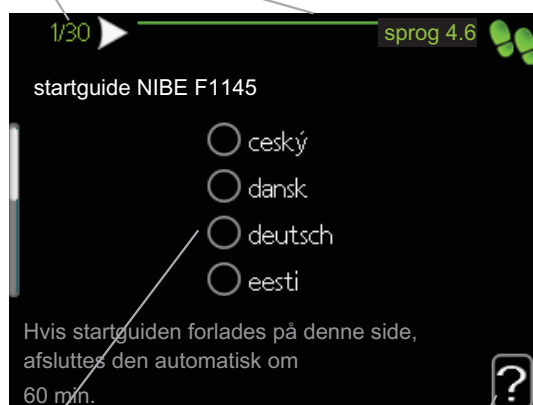 1/30
sprog 4.6
startguide NIBE F1145
ceský
dansk
deutsch
eesti
Hvis startguiden forlades på denne side,
afsluttes den automatisk om
60 min.
?